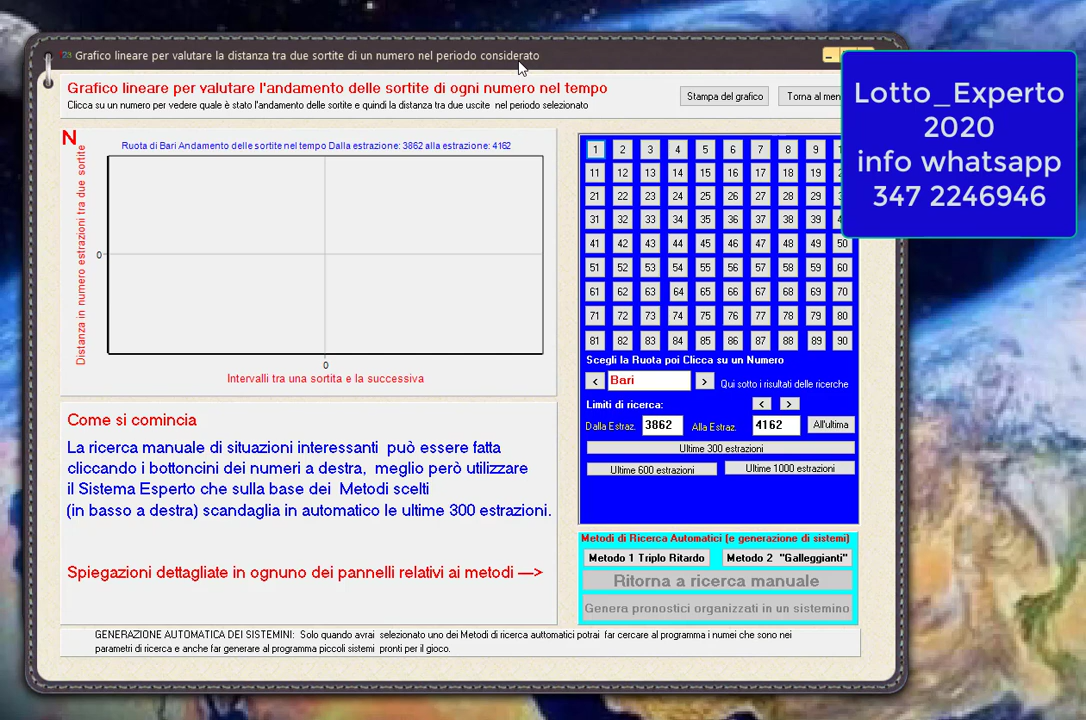 23 Grafico lineare per valutare la distanza tra due sortite di un numero nel periodo considerato
Grafico lineare per valutare l'andamento delle sortite di ogni numero nel tempo
Clicca su un numero per vedere quale è stato l'andamento delle sortite e quindi la distanza tra due uscite nel periodo selezionato
Stampa del grafico
Torna al men
Lotto_Experto
2020
info whatsapp
347 2246946
N
Ruota di Bari Andamento delle sortite nel tempo Dalla estrazione: 3862 alla estrazione: 4162
Distanza in numero estrazioni tra due sortite
0
0
Intervalli tra una sortita e la successiva
1 2 3 4 5 6 7 8 9 1
11 12 13 14 15 16 17 18 19 2
21 22 23 24 25 26 27 28 29 3
31 32 33 34 35 36 37 38 39 4
41 42 43 44 45 46 47 48 49 50
51 52 53 54 55 56 57 58 59 60
61 62 63 64 65 66 67 68 69 70
71 72 73 74 75 76 77 78 79 80
81 82 83 84 85 86 87 88 89 90
Scegli la Ruota poi Clicca su un Numero
< Bari > Qui sotto i risultati delle ricerche
Limiti di ricerca: < >
Dalla Estraz. 3862 Alla Estraz. 4162 All'ultima
Ultime 300 estrazioni
Ultime 600 estrazioni Ultime 1000 estrazioni
Come si comincia
La ricerca manuale di situazioni interessanti può essere fatta
cliccando i bottoncini dei numeri a destra, meglio però utilizzare
il Sistema Esperto che sulla base dei Metodi scelti
(in basso a destra) scandaglia in automatico le ultime 300 estrazioni.
Spiegazioni dettagliate in ognuno dei pannelli relativi ai metodi —>
Metodi di Ricerca Automatici (e generazione di sistemi)
Metodo 1 Triplo Ritardo Metodo 2 "Galleggianti"
Ritorna a ricerca manuale
Genera pronostici organizzati in un sistemino
GENERAZIONE AUTOMATICA DEI SISTEMINI: Solo quando avrai selezionato uno dei Metodi di ricerca auttomatici potrai far cercare al programma i numei che sono nei
parametri di ricerca e anche far generare al programma piccoli sistemi pronti per il gioco.